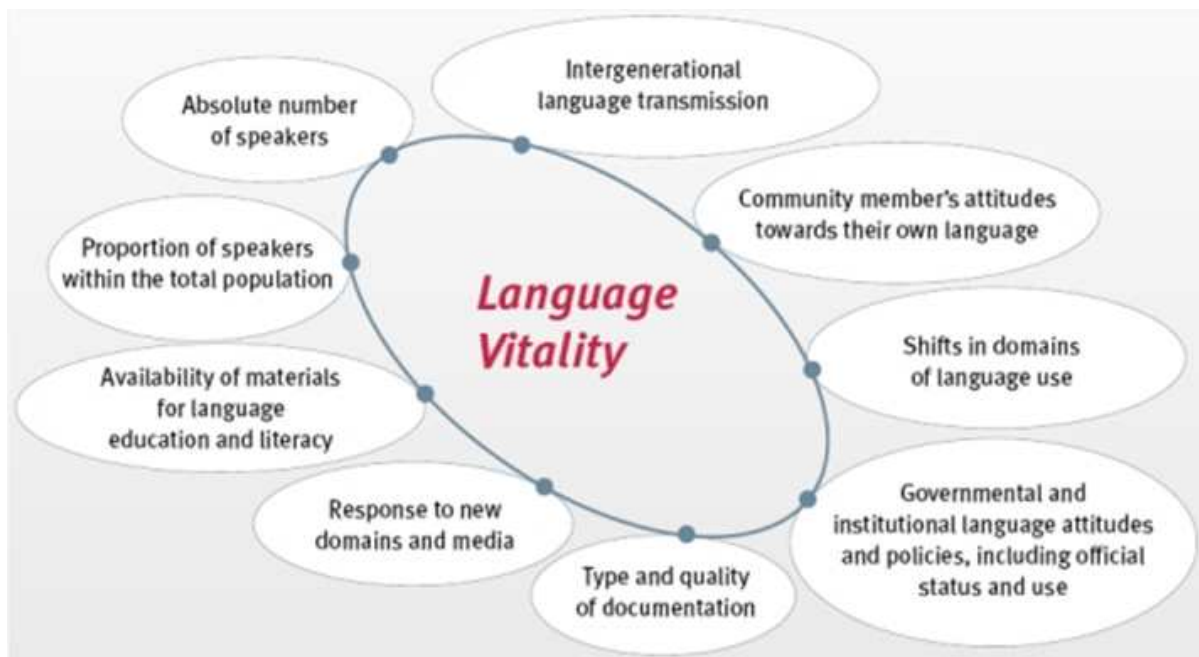 Intergenerational
language transmission
Absolute number
of speakers
Community member's attitudes
towards their own language
Proportion of speakers
within the total population
Language
Vitality
Shifts in domains
of language use
Availability of materials
for language
education and literacy
Governmental and
institutional language attitudes
and policies, including official
status and use
Response to new
domains and media
Type and quality
of documentation